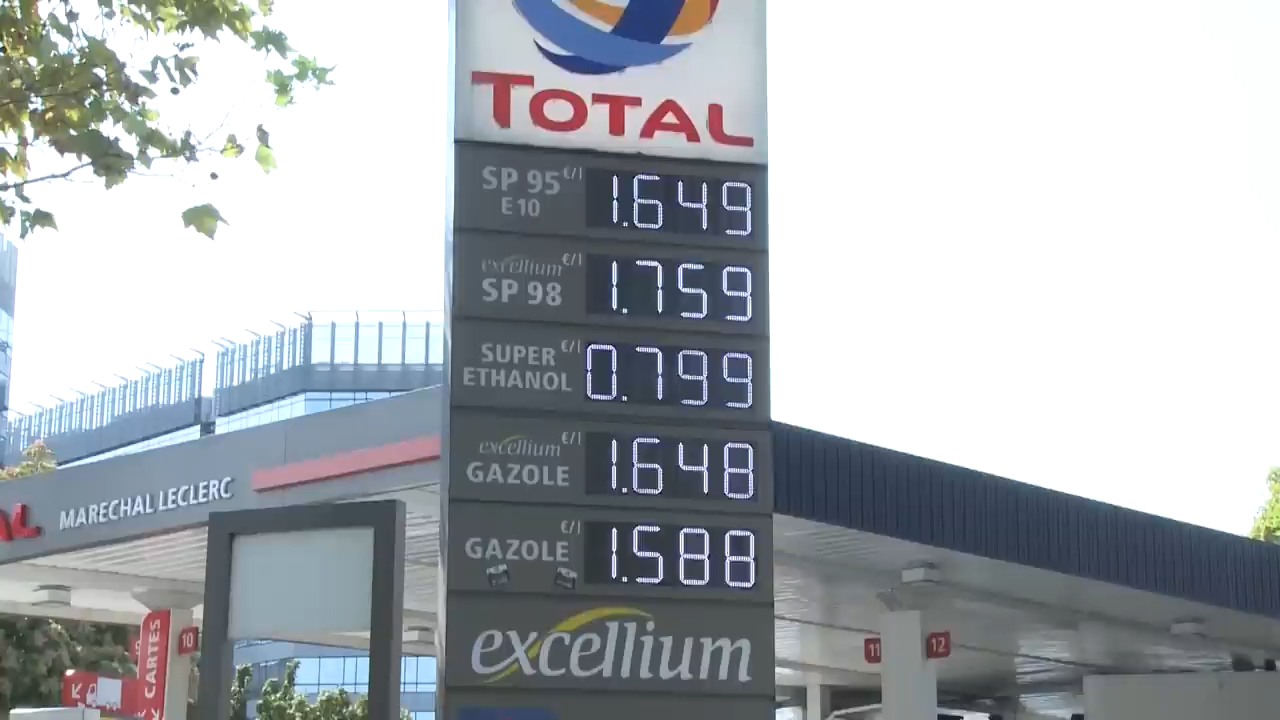 TOTAL
SP 95 €/l 1.649
E10
excellium €/l
SP 98 1.759
SUPER €/l
ETHANOL 0.799
excellium €/l
GAZOLE 1.648
€/l
GAZOLE 1.588
excellium
AL MARECHAL LECLERC
CARTES
10
11
12